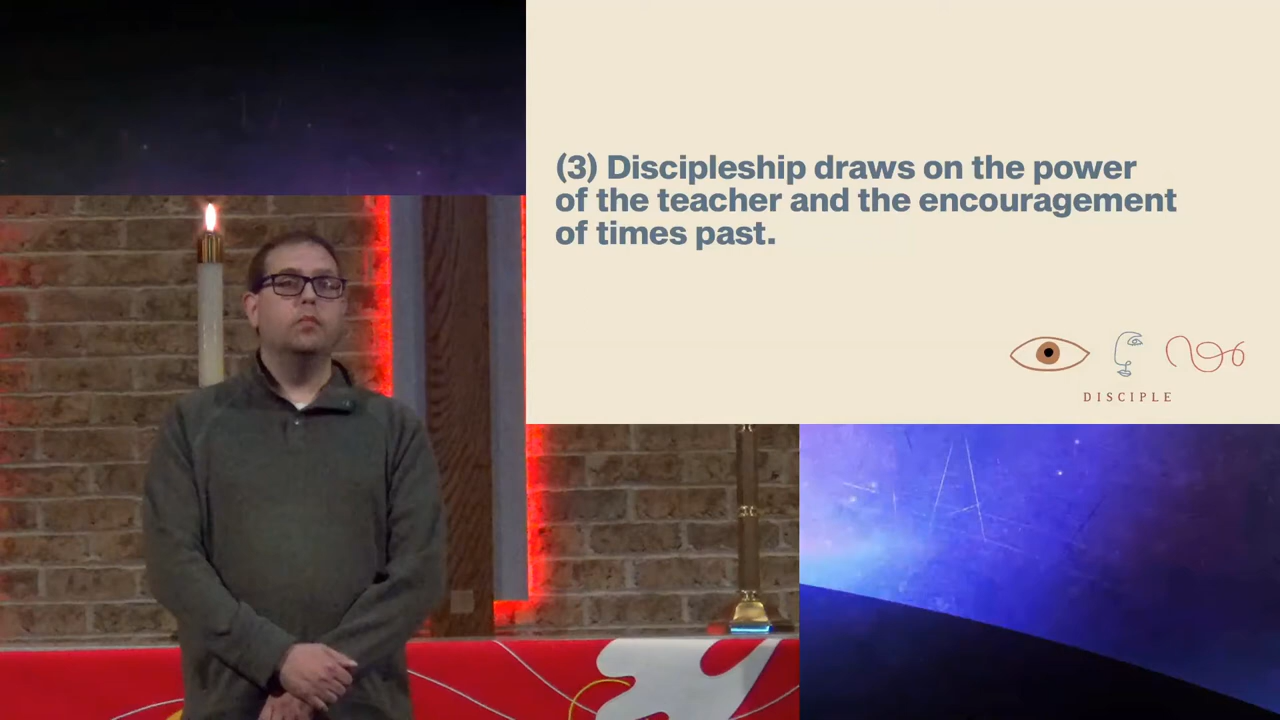 (3) Discipleship draws on the power
of the teacher and the encouragement
of times past.
DISCIPLE